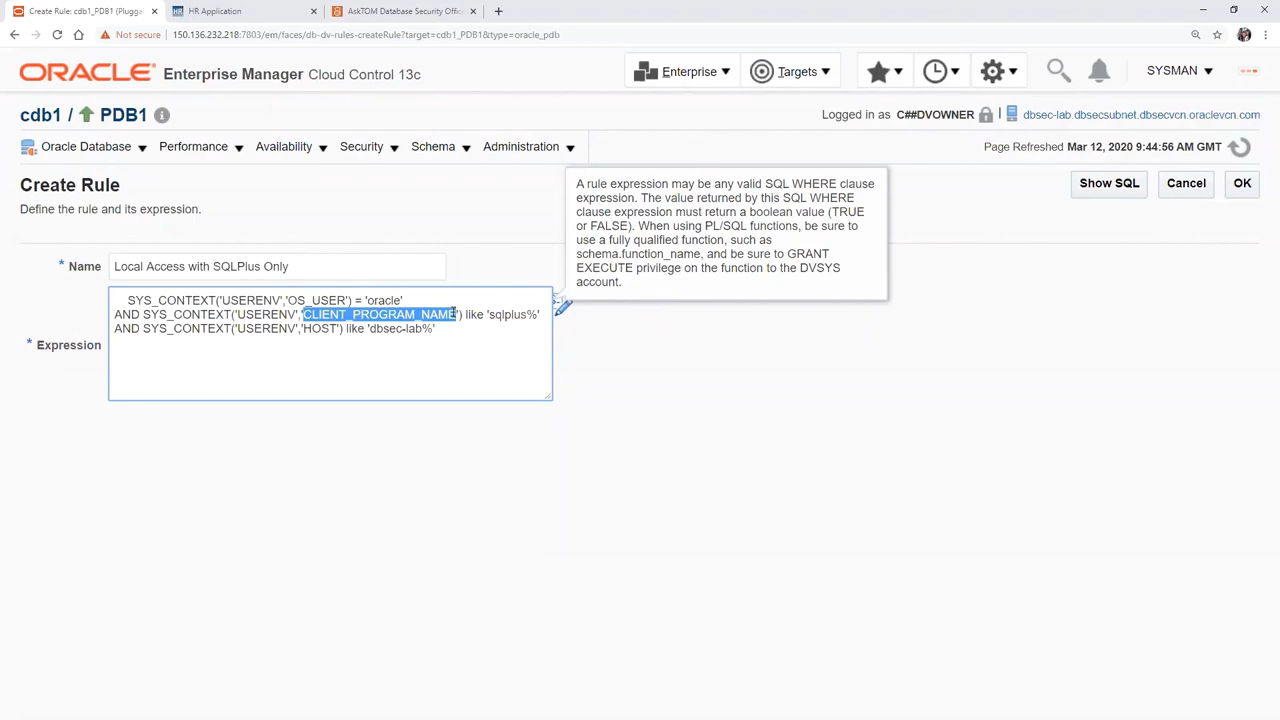 Create Rule: cdb1_PDB1 (Plugga
HR Application
AskTOM Database Security Offic
Not secure 150.136.232.218:7803/em/faces/db-dv-rules-createRule?target=cdb1_PDB1&type=oracle_pdb
ORACLE Enterprise Manager Cloud Control 13c
Enterprise
Targets
SYSMAN
cdb1 / PDB1
Logged in as C##DVOWNER
dbsec-lab.dbsecsubnet.dbsecvcn.oraclevcn.com
Oracle Database
Performance
Availability
Security
Schema
Administration
Page Refreshed Mar 12, 2020 9:44:56 AM GMT
Create Rule
Show SQL
Cancel
OK
Define the rule and its expression.
A rule expression may be any valid SQL WHERE clause
expression. The value returned by this SQL WHERE
clause expression must return a boolean value (TRUE
or FALSE). When using PL/SQL functions, be sure to
use a fully qualified function, such as
schema.function_name, and be sure to GRANT
EXECUTE privilege on the function to the DVSYS
account.
* Name Local Access with SQLPlus Only
* Expression
SYS_CONTEXT('USERENV','OS_USER') = 'oracle'
AND SYS_CONTEXT('USERENV','CLIENT_PROGRAM_NAME') like 'sqlplus%'
AND SYS_CONTEXT('USERENV','HOST') like 'dbsec-lab%'